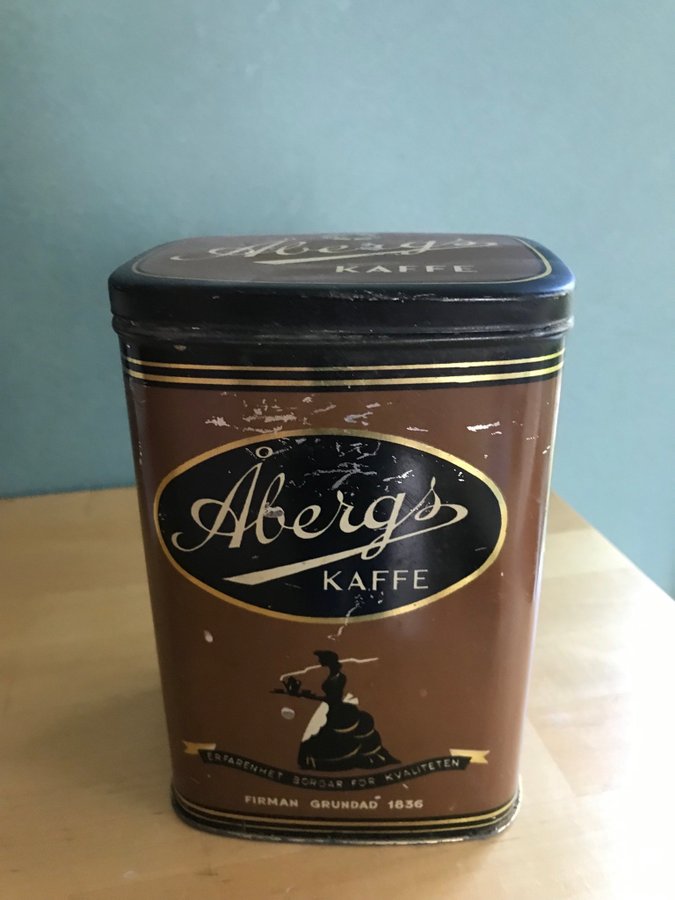 Åbergs
KAFFE
Åbergs
KAFFE
ERFARENHET BORGAR FÖR KVALITETEN
FIRMAN GRUNDAD 1836